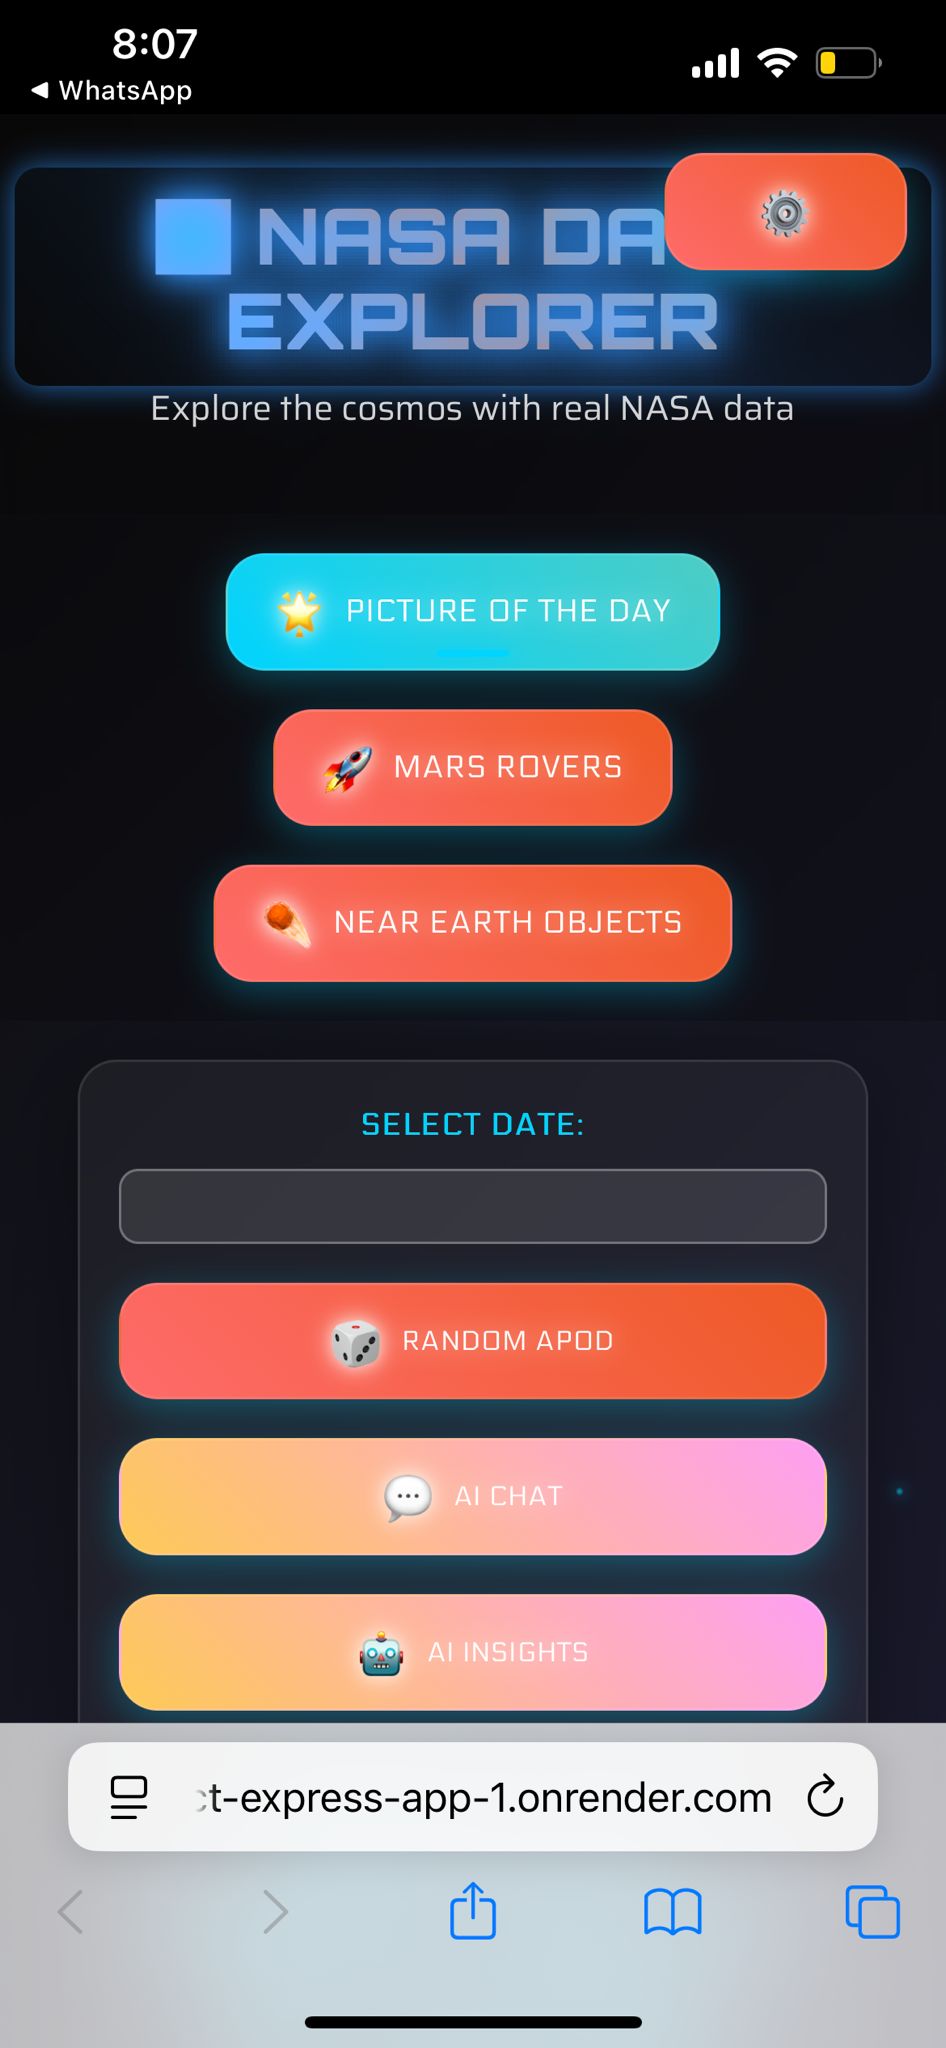 8:07
WhatsApp
NASA DA
EXPLORER
Explore the cosmos with real NASA data
PICTURE OF THE DAY
MARS ROVERS
NEAR EARTH OBJECTS
SELECT DATE:
RANDOM APOD
AI CHAT
AI INSIGHTS
t-express-app-1.onrender.com